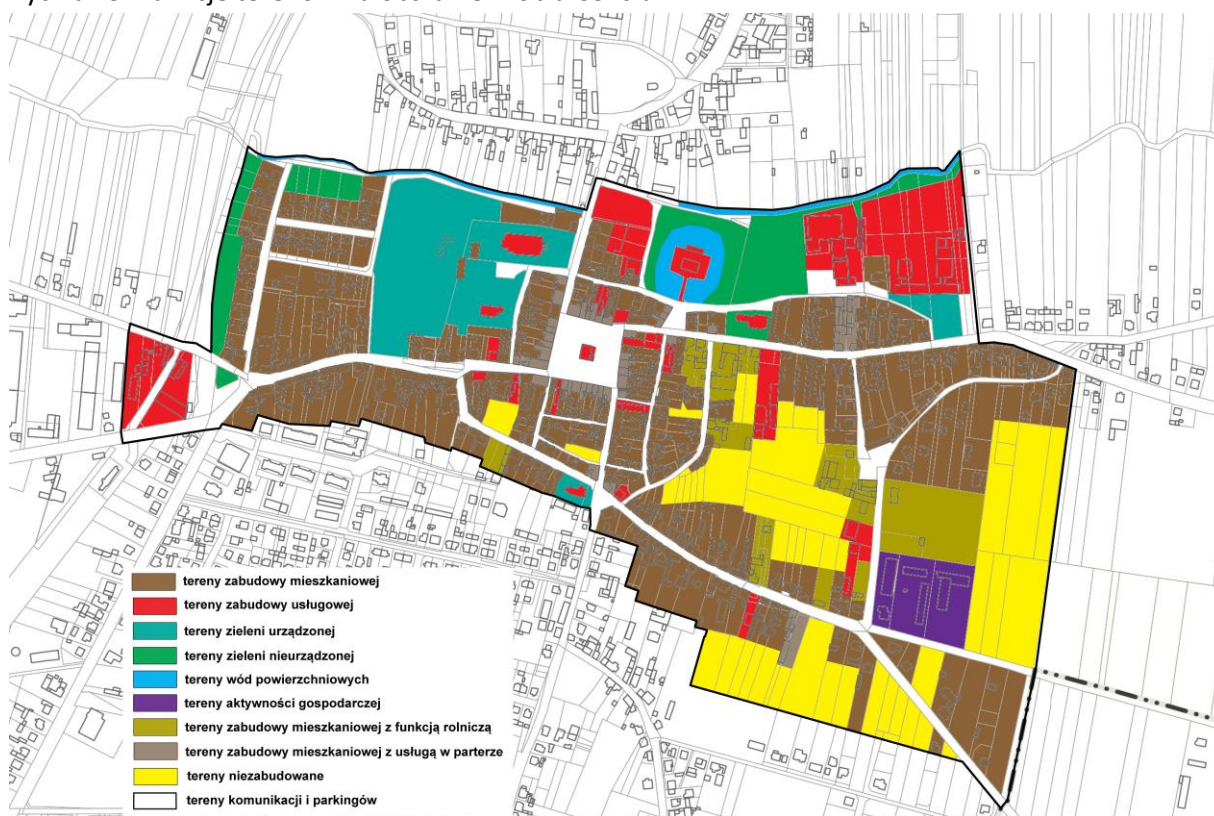 tereny zabudowy mieszkaniowej
tereny zabudowy usługowej
tereny zieleni urządzonej
tereny zieleni nieurządzonej
tereny wód powierzchniowych
tereny aktywności gospodarczej
tereny zabudowy mieszkaniowej z funkcją rolniczą
tereny zabudowy mieszkaniowej z usługą w parterze
tereny niezabudowane
tereny komunikacji i parkingów